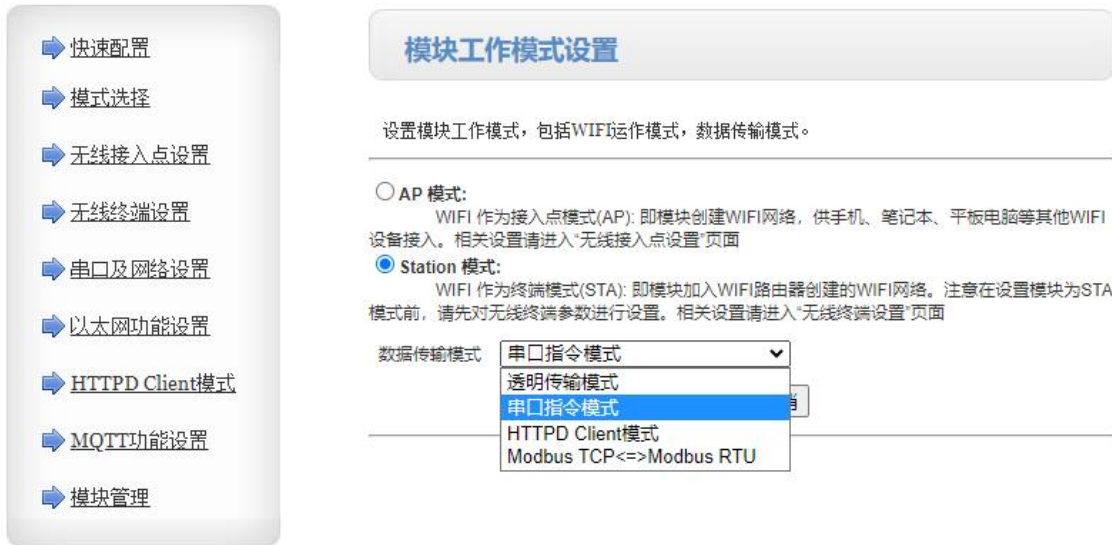 快速配置
模式选择
无线接入点设置
无线终端设置
串口及网络设置
以太网功能设置
HTTPD Client模式
MQTT功能设置
模块管理
模块工作模式设置
设置模块工作模式，包括WIFI运作模式，数据传输模式。
AP 模式:
WIFI 作为接入点模式(AP): 即模块创建WIFI网络，供手机、笔记本、平板电脑等其他WIFI
设备接入。相关设置请进入“无线接入点设置”页面
Station 模式:
WIFI 作为终端模式(STA): 即模块加入WIFI路由器创建的WIFI网络。注意在设置模块为STA
模式前，请先对无线终端参数进行设置。相关设置请进入“无线终端设置”页面
数据传输模式 串口指令模式
透明传输模式
串口指令模式
HTTPD Client模式
Modbus TCP<=>Modbus RTU